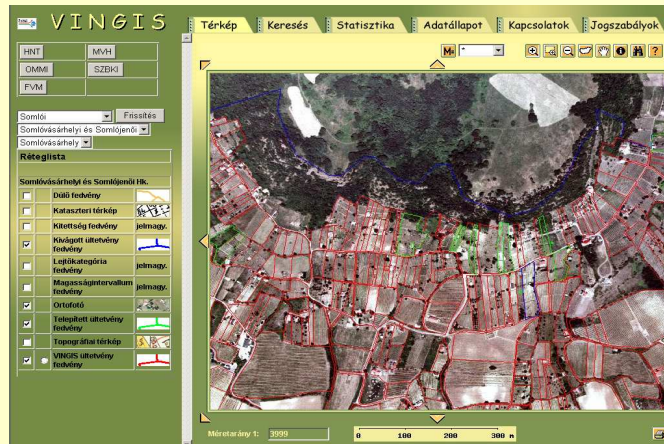 VINGIS
Térkép Keresés Statisztika Adatállapot Kapcsolatok Jogszabályok
HNT MVH
OMMI SZBKI
FVM
Somlói Frissítés
Somlóvásárhelyi és Somlójenői
Somlóvásárhely
Réteglista
Somlóvásárhelyi és Somlójenői Hk.
Dűlő fedvény
Kataszteri térkép
Kitettség fedvény jelmagy.
Kivágott ültetvény fedvény
Lejtőkategória fedvény jelmagy.
Magasságintervallum fedvény jelmagy.
Ortofotó
Telepített ültetvény fedvény
Topográfiai térkép
VINGIS ültetvény fedvény
Méretarány 1: 3999
0 100 200 300 m